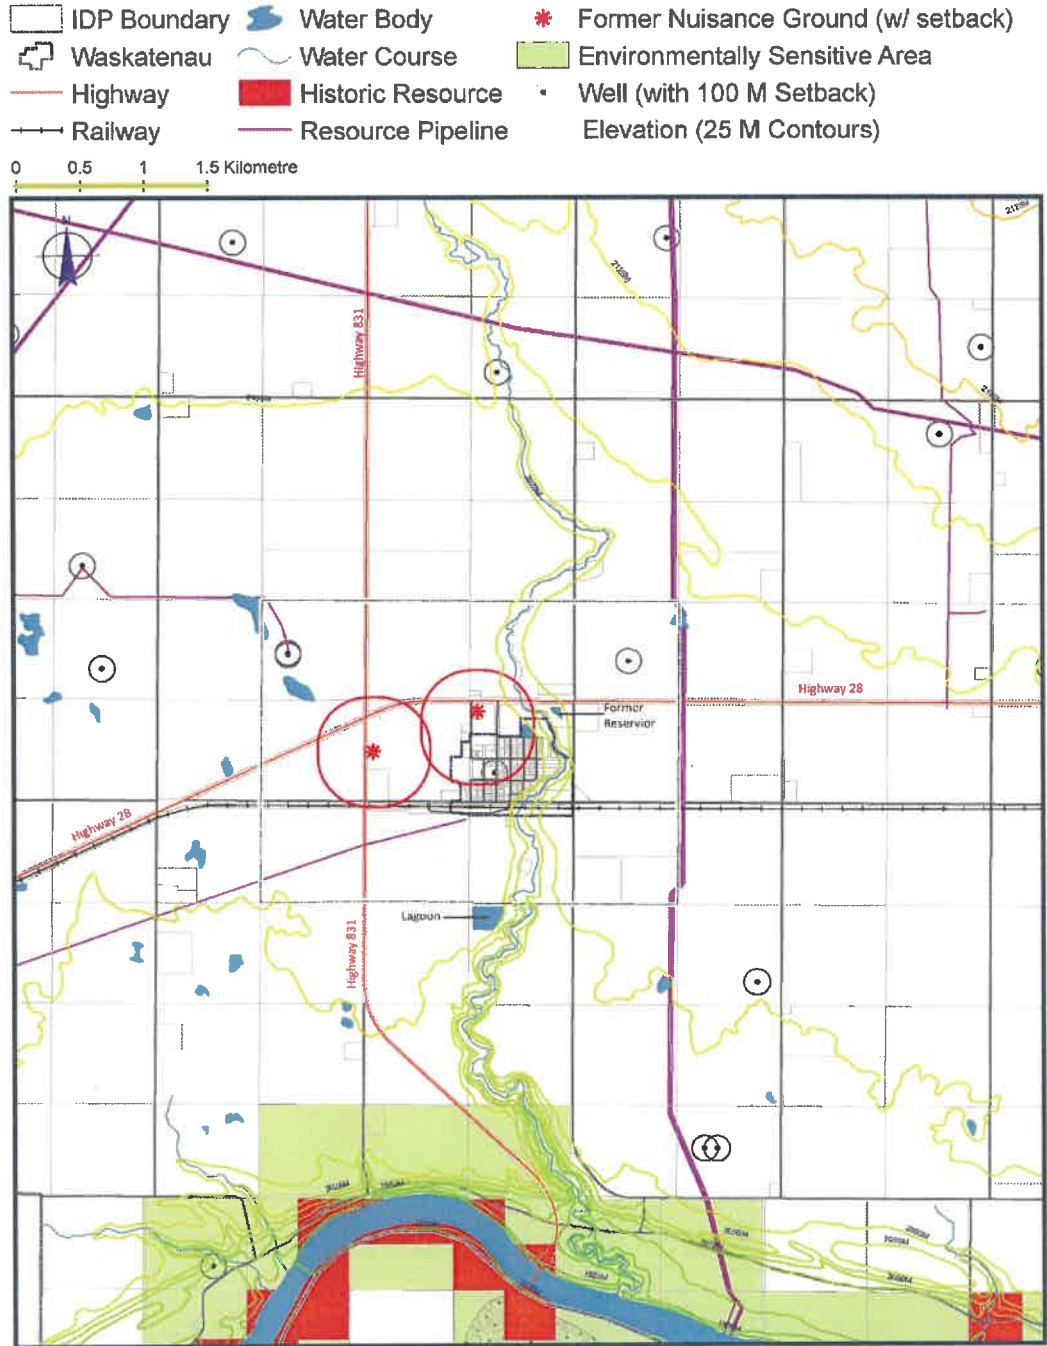 IDP Boundary
Water Body
Former Nuisance Ground (w/ setback)
Waskatenau
Water Course
Environmentally Sensitive Area
Highway
Historic Resource
Well (with 100 M Setback)
Railway
Resource Pipeline
Elevation (25 M Contours)
0 0.5 1 1.5 Kilometre
N
Highway 831
Highway 28
Former
Reservior
Highway 28
Lagoon
Highway 831